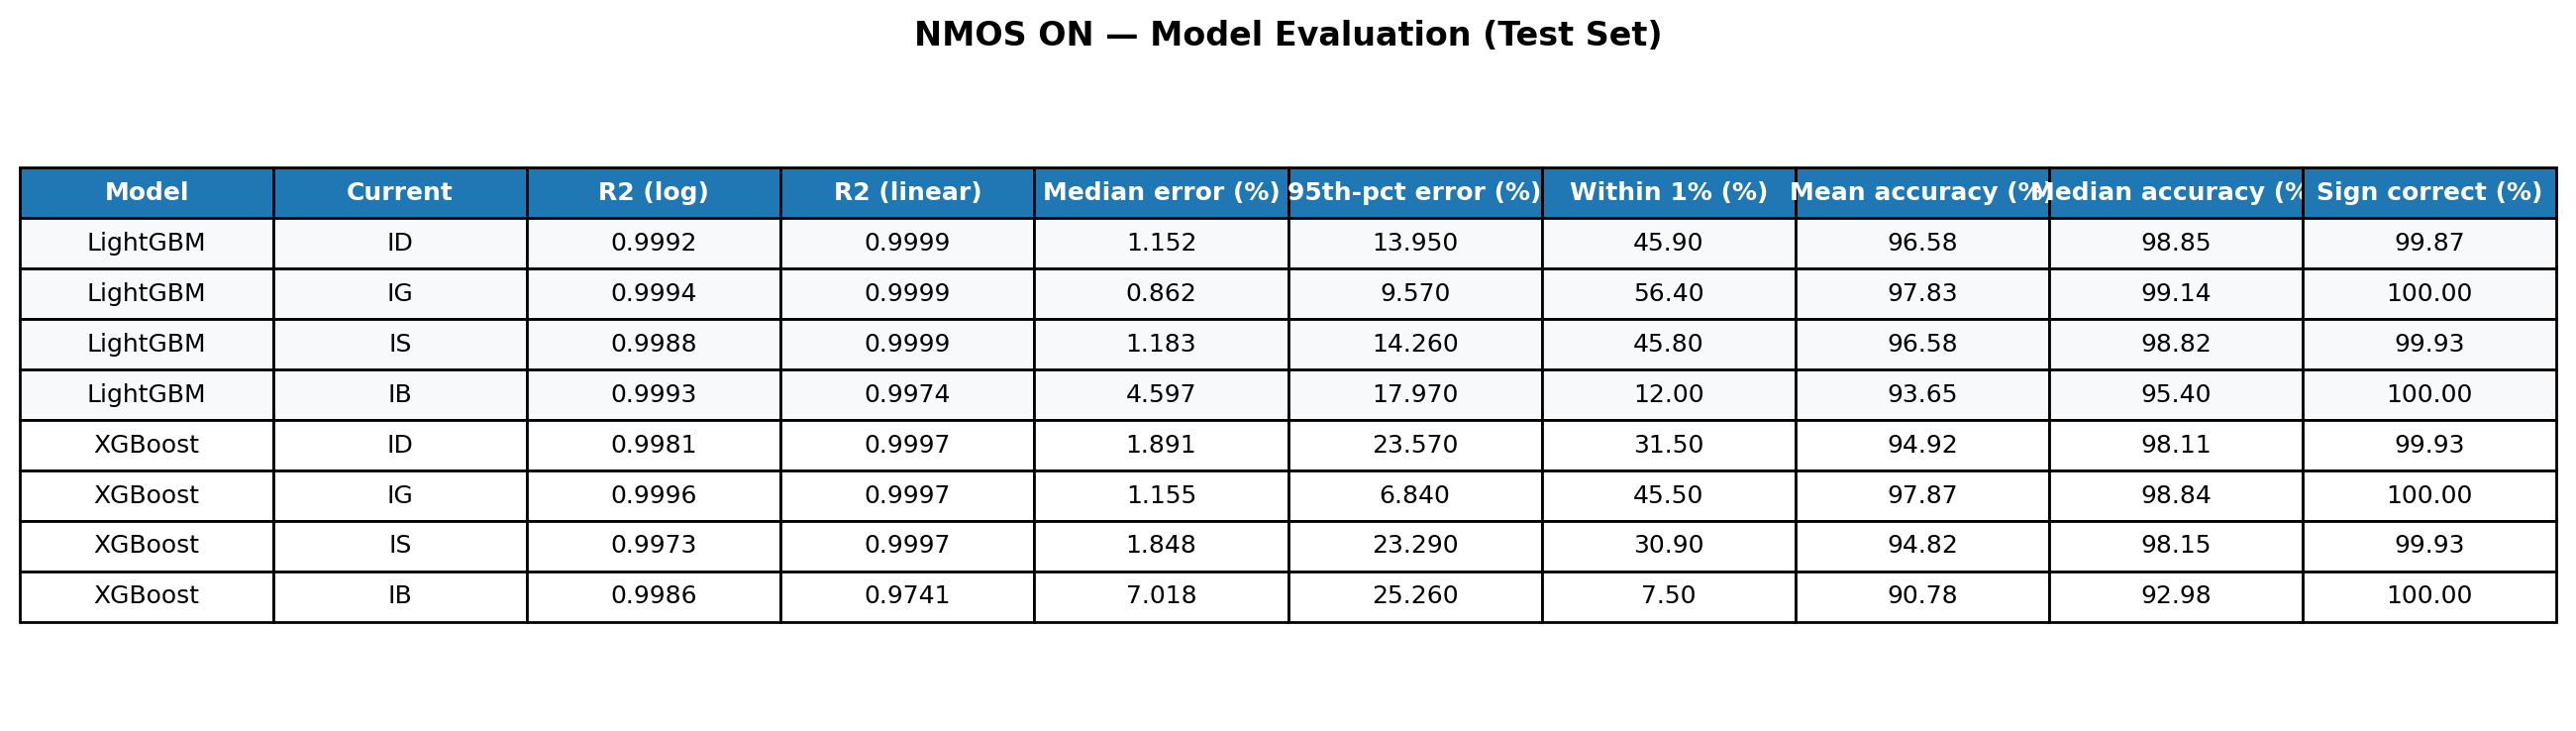 NMOS ON — Model Evaluation (Test Set)
Model Current R2 (log) R2 (linear) Median error (%) 95th-pct error (%) Within 1% (%) Mean accuracy (% Median accuracy (% Sign correct (%)
LightGBM ID 0.9992 0.9999 1.152 13.950 45.90 96.58 98.85 99.87
LightGBM IG 0.9994 0.9999 0.862 9.570 56.40 97.83 99.14 100.00
LightGBM IS 0.9988 0.9999 1.183 14.260 45.80 96.58 98.82 99.93
LightGBM IB 0.9993 0.9974 4.597 17.970 12.00 93.65 95.40 100.00
XGBoost ID 0.9981 0.9997 1.891 23.570 31.50 94.92 98.11 99.93
XGBoost IG 0.9996 0.9997 1.155 6.840 45.50 97.87 98.84 100.00
XGBoost IS 0.9973 0.9997 1.848 23.290 30.90 94.82 98.15 99.93
XGBoost IB 0.9986 0.9741 7.018 25.260 7.50 90.78 92.98 100.00